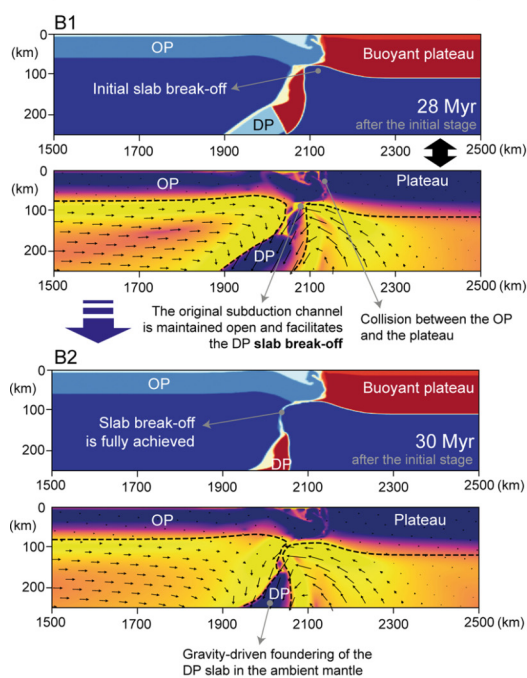 B1
(km)
0
100
200
OP
Buoyant plateau
Initial slab break-off
DP
28 Myr
after the initial stage
1500
1700
1900
2100
2300
2500
(km)
(km)
0
100
200
OP
Plateau
DP
1500
1700
1900
2100
2300
2500
The original subduction channel
is maintained open and facilitates
the DP slab break-off
Collision between the OP
and the plateau
B2
(km)
0
100
200
OP
Buoyant plateau
Slab break-off
is fully achieved
DP
30 Myr
after the initial stage
1500
1700
1900
2100
2300
2500
(km)
(km)
0
100
200
OP
Plateau
DP
1500
1700
1900
2100
2300
2500
Gravity-driven foundering of the
DP slab in the ambient mantle